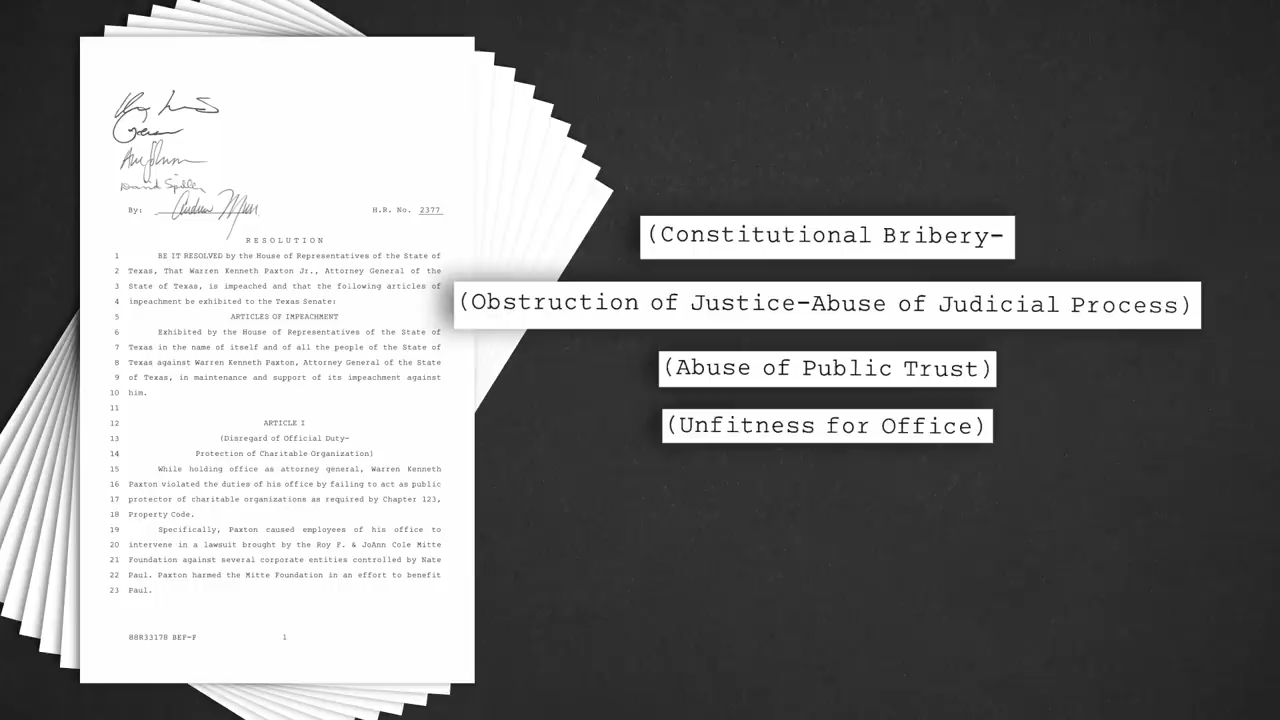 David Spiller
By:
H.R. No. 2377
RESOLUTION
1 BE IT RESOLVED by the House of Representatives of the State of
2 Texas, That Warren Kenneth Paxton Jr., Attorney General of the
3 State of Texas, is impeached and that the following articles of
4 impeachment be exhibited to the Texas Senate:
5 ARTICLES OF IMPEACHMENT
6 Exhibited by the House of Representatives of the State of
7 Texas in the name of itself and of all the people of the State of
8 Texas against Warren Kenneth Paxton, Attorney General of the State
9 of Texas, in maintenance and support of its impeachment against
10 him.
11
12 ARTICLE I
13 (Disregard of Official Duty-
14 Protection of Charitable Organization)
15 While holding office as attorney general, Warren Kenneth
16 Paxton violated the duties of his office by failing to act as public
17 protector of charitable organizations as required by Chapter 123,
18 Property Code.
19 Specifically, Paxton caused employees of his office to
20 intervene in a lawsuit brought by the Roy F. & JoAnn Cole Mitte
21 Foundation against several corporate entities controlled by Nate
22 Paul. Paxton harmed the Mitte Foundation in an effort to benefit
23 Paul.
88R33178 BEP-F 1
(Constitutional Bribery-
(Obstruction of Justice-Abuse of Judicial Process)
(Abuse of Public Trust)
(Unfitness for Office)